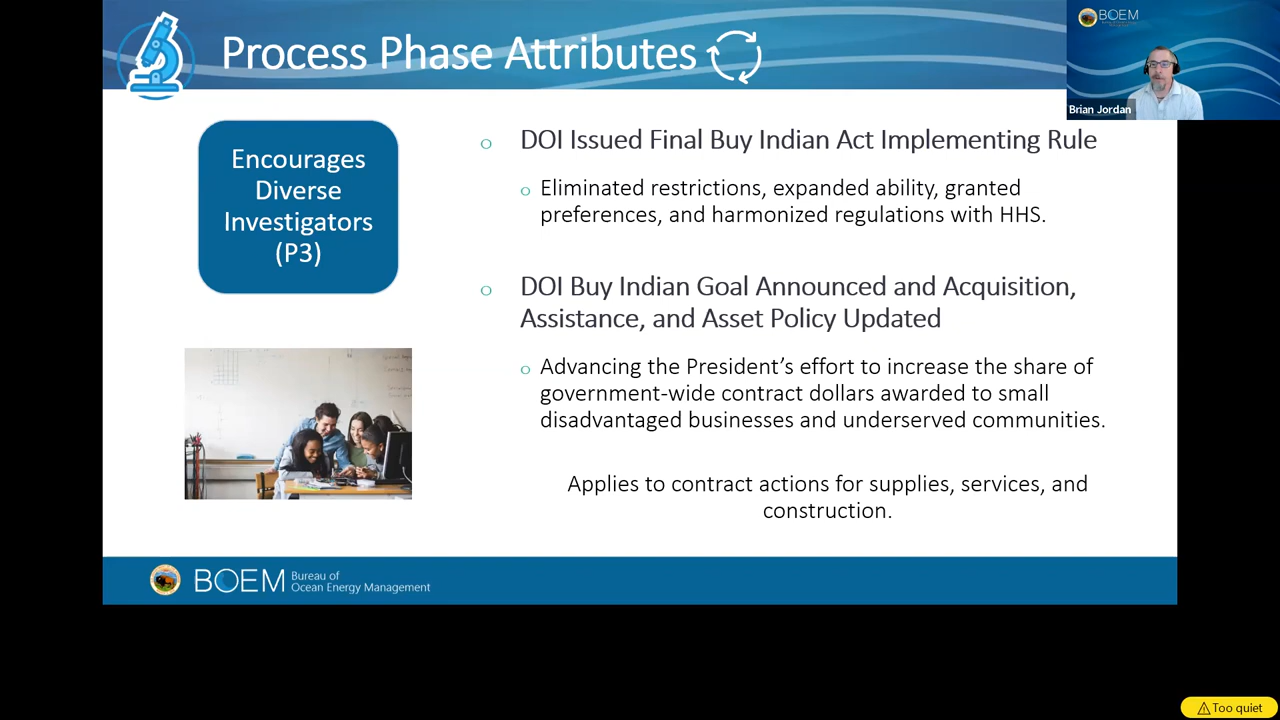 Process Phase Attributes
BOEM
Brian Jordan
Encourages
Diverse
Investigators
(P3)
o DOI Issued Final Buy Indian Act Implementing Rule
o Eliminated restrictions, expanded ability, granted
preferences, and harmonized regulations with HHS.
o DOI Buy Indian Goal Announced and Acquisition,
Assistance, and Asset Policy Updated
o Advancing the President’s effort to increase the share of
government-wide contract dollars awarded to small
disadvantaged businesses and underserved communities.
Applies to contract actions for supplies, services, and
construction.
BOEM Bureau of
Ocean Energy Management
Too quiet